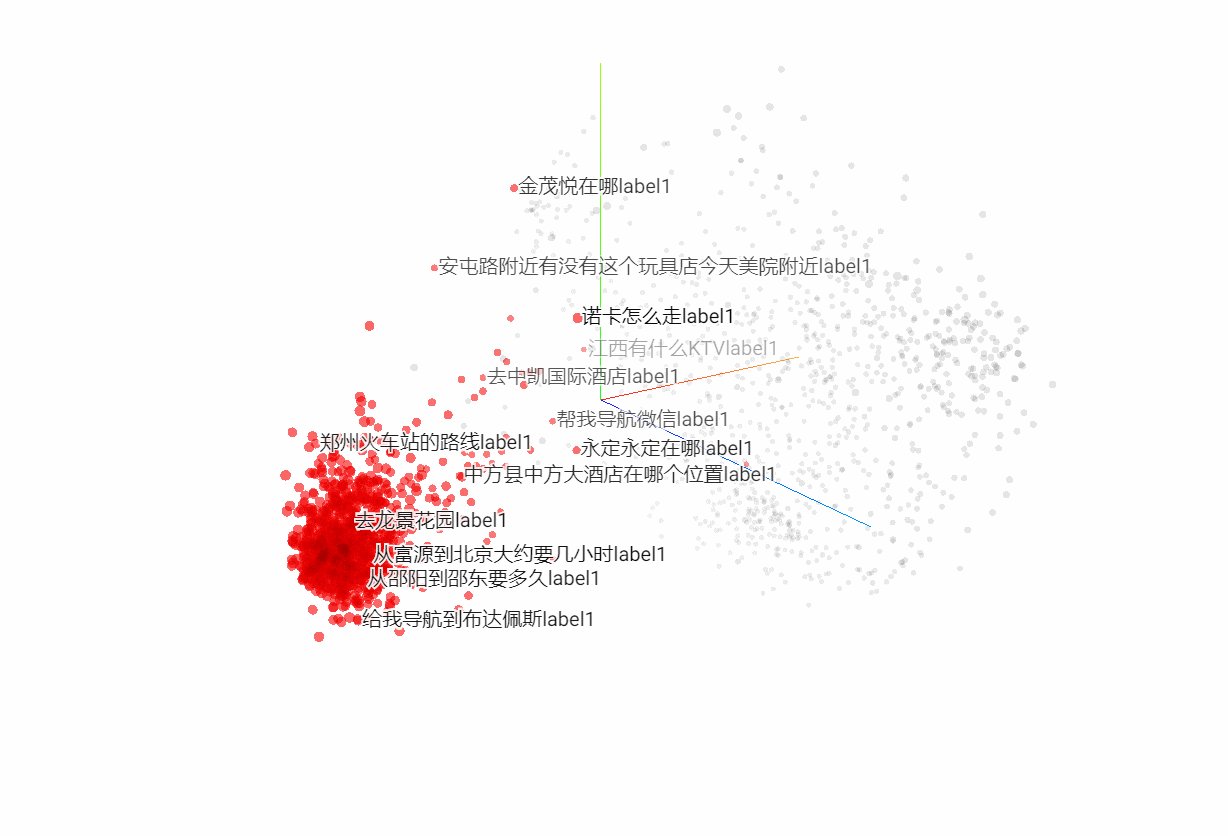 金茂悦在哪label1
安屯路附近有没有这个玩具店今天美院附近label1
诺卡怎么走label1
江西有什么KTVlabel1
去中凯国际酒店label1
帮我导航微信label1
郑州火车站的路线label1
永定永定在哪label1
中方县中方大酒店在哪个位置label1
去龙景花园label1
从富源到北京大约要几小时label1
从邵阳到邵东要多久label1
给我导航到布达佩斯label1